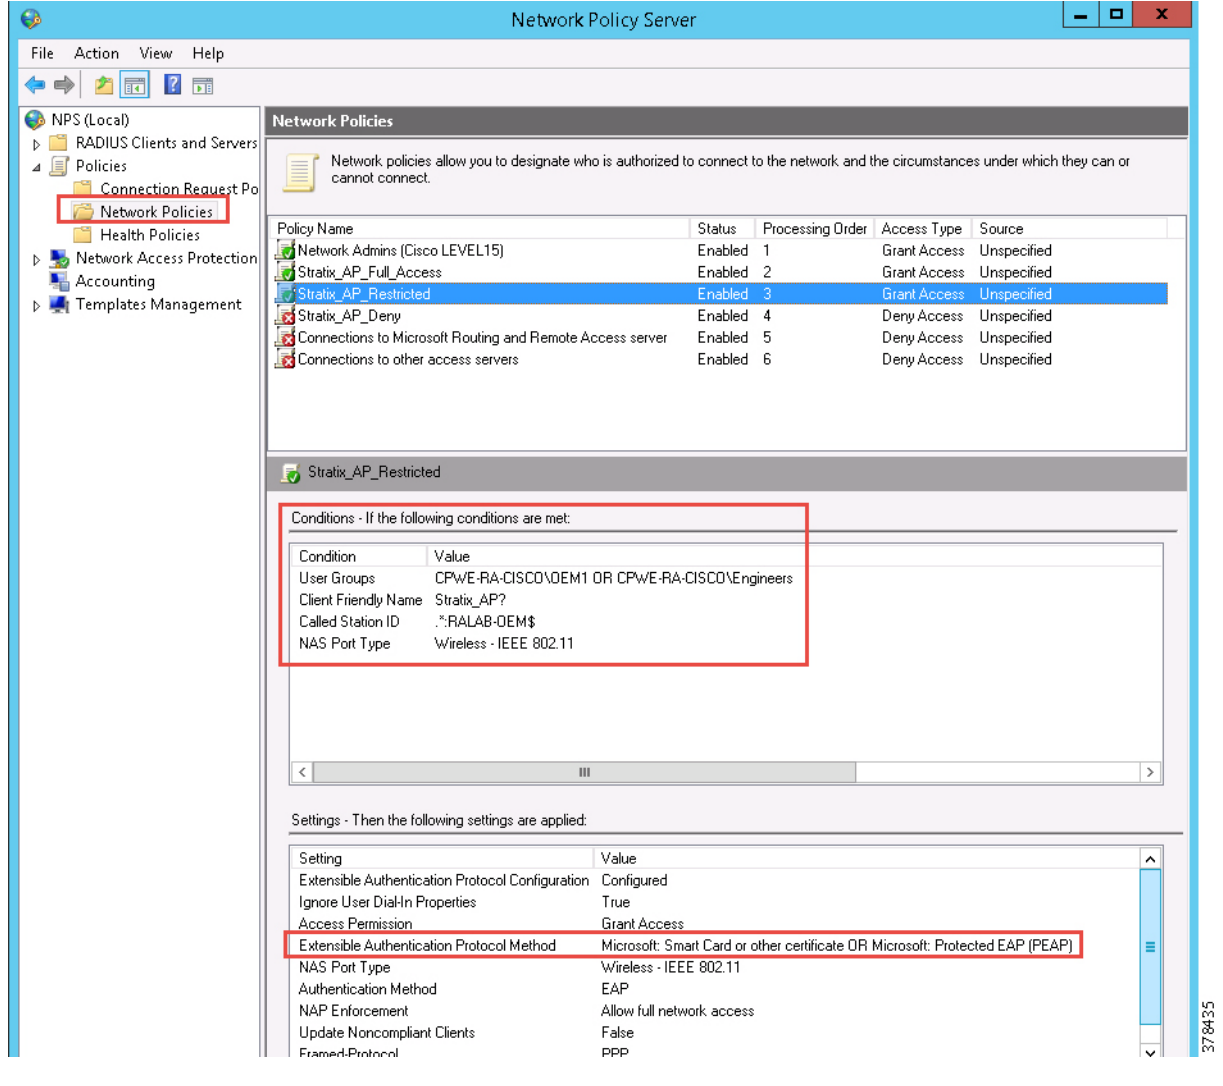 Network Policy Server
File Action View Help
NPS (Local)
RADIUS Clients and Servers
Policies
Connection Request Po
Network Policies
Health Policies
Network Access Protection
Accounting
Templates Management
Network Policies
Network policies allow you to designate who is authorized to connect to the network and the circumstances under which they can or
cannot connect.
Policy Name Status Processing Order Access Type Source
Network Admins (Cisco LEVEL15) Enabled 1 Grant Access Unspecified
Stratix_AP_Full_Access Enabled 2 Grant Access Unspecified
Stratix_AP_Restricted Enabled 3 Grant Access Unspecified
Stratix_AP_Deny Enabled 4 Deny Access Unspecified
Connections to Microsoft Routing and Remote Access server Enabled 5 Deny Access Unspecified
Connections to other access servers Enabled 6 Deny Access Unspecified
Stratix_AP_Restricted
Conditions - If the following conditions are met:
Condition Value
User Groups CPWE-RA-CISCO\OEM1 OR CPWE-RA-CISCO\Engineers
Client Friendly Name Stratix_AP?
Called Station ID .*:RALAB-OEM$
NAS Port Type Wireless - IEEE 802.11
Settings - Then the following settings are applied:
Setting Value
Extensible Authentication Protocol Configuration Configured
Ignore User Dial-In Properties True
Access Permission Grant Access
Extensible Authentication Protocol Method Microsoft: Smart Card or other certificate OR Microsoft: Protected EAP (PEAP)
NAS Port Type Wireless - IEEE 802.11
Authentication Method EAP
NAP Enforcement Allow full network access
Update Noncompliant Clients False
Framed-Protocol PPP
378435